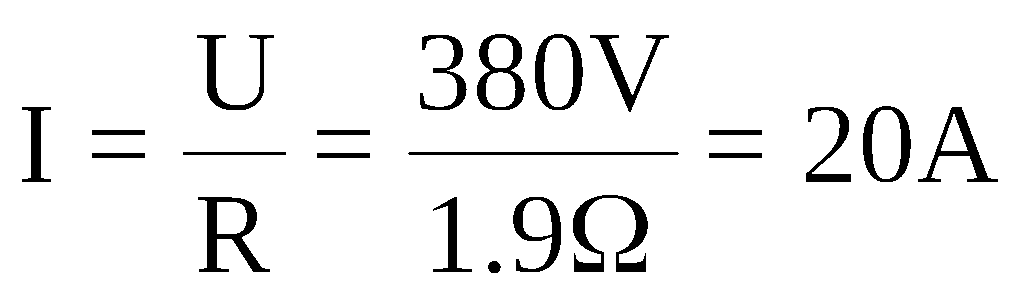 I = U/R = 380V/1.9Ω = 20A